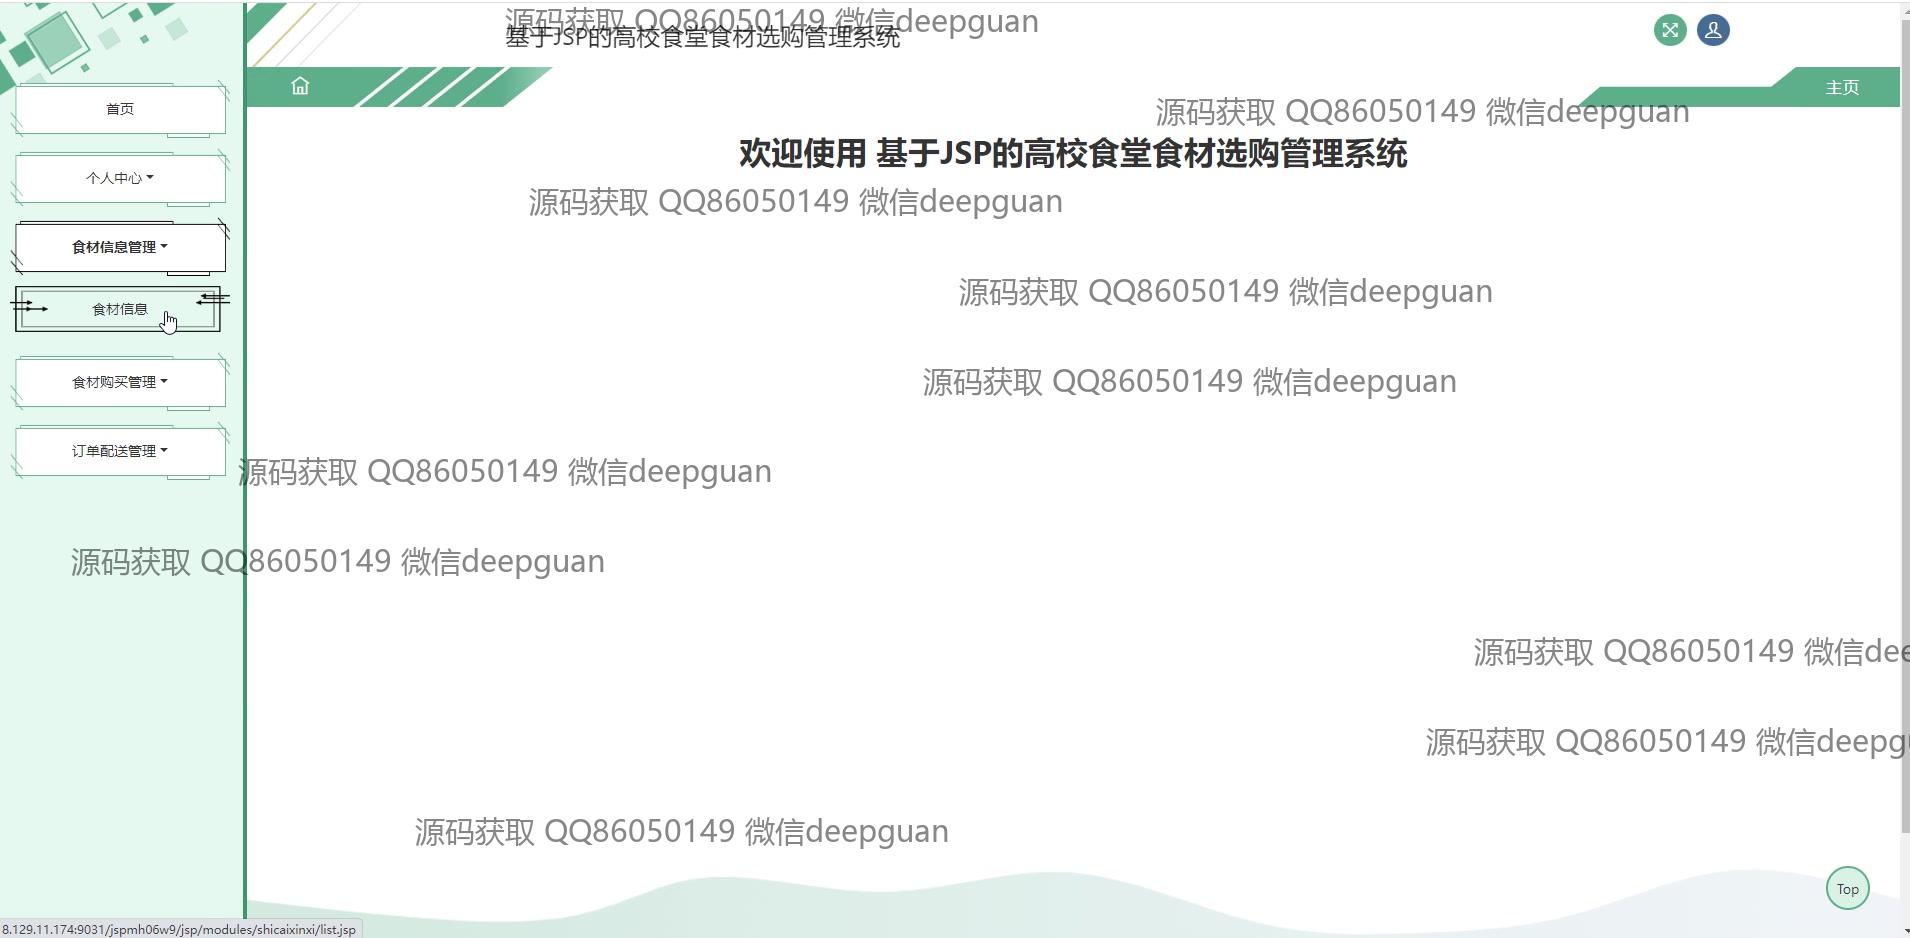 源码获取 QQ86050149 微信deepguan
基于JSP的高校食堂食材选购管理系统
主页
首页
源码获取 QQ86050149 微信deepguan
欢迎使用 基于JSP的高校食堂食材选购管理系统
个人中心
源码获取 QQ86050149 微信deepguan
食材信息管理
源码获取 QQ86050149 微信deepguan
食材信息
食材购买管理
源码获取 QQ86050149 微信deepguan
订单配送管理
源码获取 QQ86050149 微信deepguan
源码获取 QQ86050149 微信deepguan
源码获取 QQ86050149 微信dee
源码获取 QQ86050149 微信deepg
源码获取 QQ86050149 微信deepguan
Top
8.129.11.174:9031/jspmh06w9/jsp/modules/shicaixinxi/list.jsp